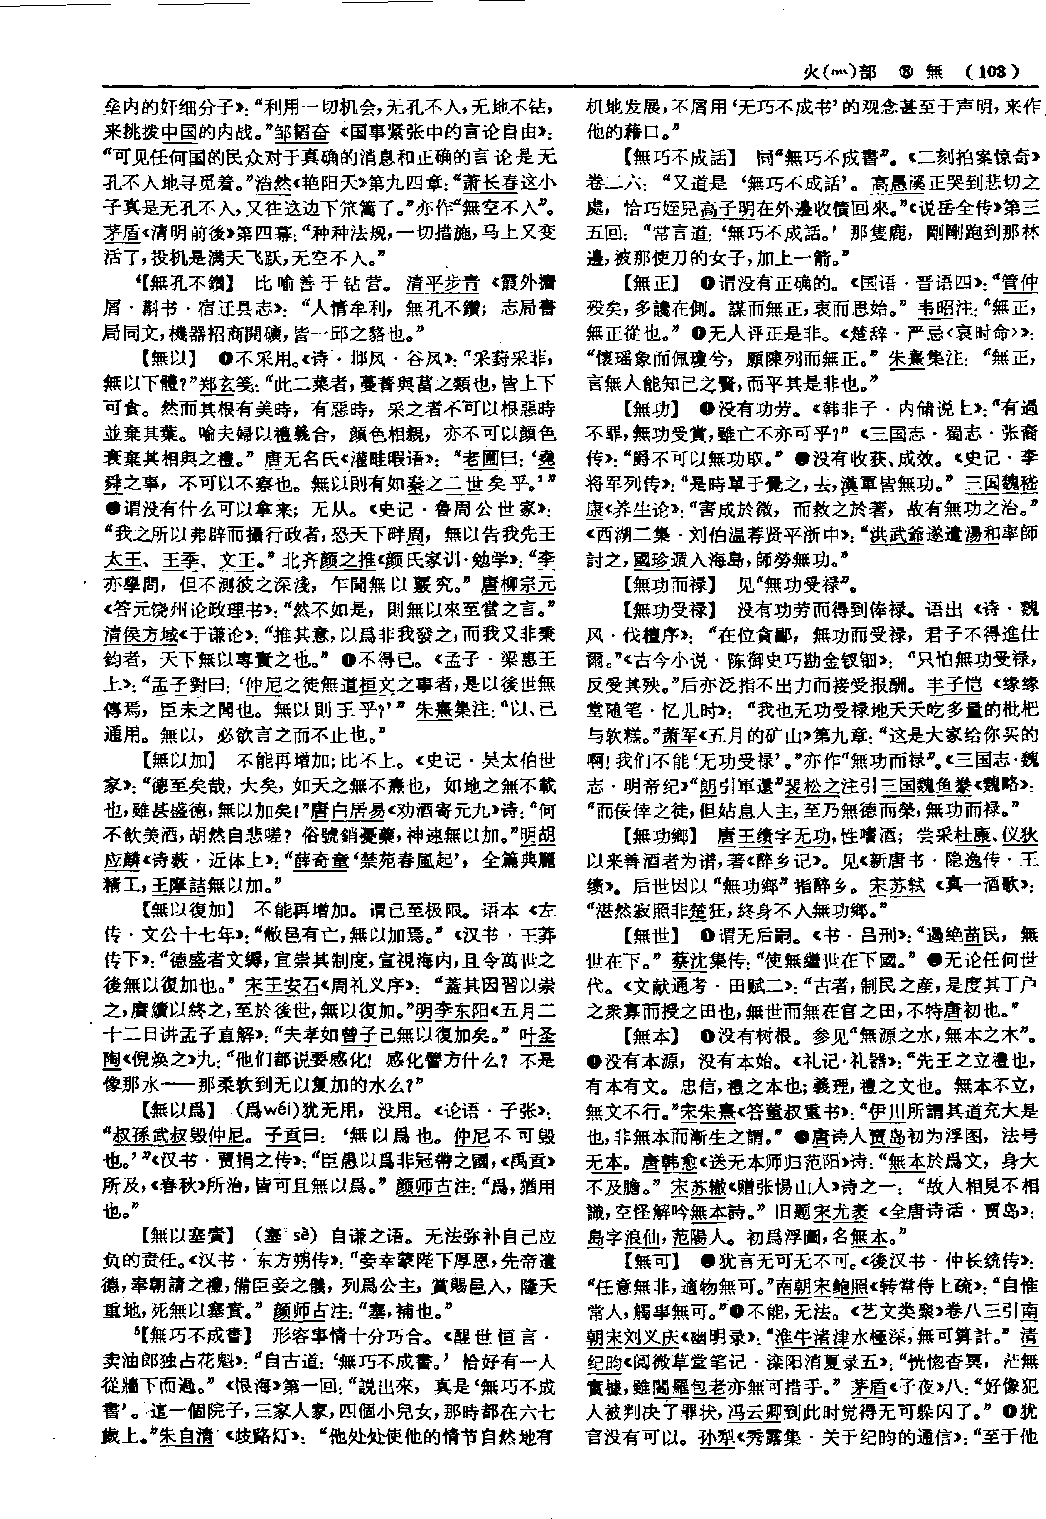 火(灬)部 ⑧ 無 (103)
垒内的奸细分子》：“利用一切机会，无孔不入，无地不钻，
来挑拨中国的内战。”邹韬奋《国事紧张中的言论自由》：
“可见任何国的民众对于真确的消息和正确的言论是无
孔不入地寻觅着。”浩然《艳阳天》第九四章：“萧长春这小
子真是无孔不入，又在这边下笊篱了。”亦作“無空不入”。
茅盾《清明前後》第四幕：“种种法规，一切措施，马上又变
活了，投机是满天飞跃，无空不入。”
4【無孔不鑽】 比喻善于钻营。清平步青《霞外攟
屑·斠书·宿迁县志》：“人情牟利，無孔不鑽；志局書
局同文，機器招商開礦，皆一邱之貉也。”
【無以】 ❶不采用。《诗·邶风·谷风》：“采葑采菲，
無以下體？”郑玄笺：“此二菜者，蔓菁與葍之類也，皆上下
可食。然而其根有美時，有惡時，采之者不可以根惡時
並棄其葉。喻夫婦以禮義合，顔色相親，亦不可以顔色
衰棄其相與之禮。”唐无名氏《灌畦暇语》：“老圃曰：‘堯
舜之事，不可以不察也。無以則有如秦之二世矣乎。’”
❷谓没有什么可以拿来；无从。《史记·鲁周公世家》：
“我之所以弗辟而攝行政者，恐天下畔周，無以告我先王
太王、王季、文王。”北齐颜之推《颜氏家训·勉学》：“李
亦學問，但不測彼之深淺，乍聞無以覈究。”唐柳宗元
《答元饶州论政理书》：“然不如是，則無以來至當之言。”
清侯方域《于谦论》：“推其意，以爲非我發之，而我又非秉
鈞者，天下無以專責之也。”❸不得已。《孟子·梁惠王
上》：“孟子對曰：‘仲尼之徒無道桓文之事者，是以後世無
傳焉，臣未之聞也。無以則王乎？’”朱熹集注：“以、已
通用。無以，必欲言之而不止也。”
【無以加】 不能再增加；比不上。《史记·吴太伯世
家》：“德至矣哉，大矣，如天之無不燾也，如地之無不載
也，雖甚盛德，無以加矣！”唐白居易《劝酒寄元九》诗：“何
不飲美酒，胡然自悲嗟？俗號銷憂藥，神速無以加。”明胡
应麟《诗薮·近体上》：“薛奇童‘禁苑春風起’，全篇典麗
精工，王摩詰無以加。”
【無以復加】 不能再增加。谓已至极限。语本《左
传·文公十七年》：“敝邑有亡，無以加焉。”《汉书·王莽
传下》：“德盛者文縟，宜崇其制度，宣視海内，且令萬世之
後無以復加也。”宋王安石《周礼义序》：“蓋其因習以崇
之，賡續以終之，至於後世，無以復加。”明李东阳《五月二
十二日讲孟子直解》：“夫孝如曾子已無以復加矣。”叶圣
陶《倪焕之》九：“他们都说要感化！感化管方什么？不是
像那水——那柔软到无以复加的水么？”
【無以爲】 （爲wéi）犹无用，没用。《论语·子张》：
“叔孫武叔毁仲尼。子貢曰：‘無以爲也。仲尼不可毁
也。’”《汉书·贾捐之传》：“臣愚以爲非冠帶之國，《禹貢》
所及，《春秋》所治，皆可且無以爲。”颜师古注：“爲，猶用
也。”
【無以塞責】 （塞 sè）自谦之语。无法弥补自己应
负的责任。《汉书·东方朔传》：“妾幸蒙陛下厚恩，先帝遺
德，奉朝請之禮，備臣妾之儀，列爲公主，賞賜邑入，隆天
重地，死無以塞責。”颜师古注：“塞，補也。”
5【無巧不成書】 形容事情十分巧合。《醒世恒言·
卖油郎独占花魁》：“自古道：‘無巧不成書。’恰好有一人
從牆下而過。”《恨海》第一回：“説出來，真是‘無巧不成
書’。這一個院子，三家人家，四個小兒女，那時都在六七
歲上。”朱自清《歧路灯》：“他处处使他的情节自然地有
机地发展，不屑用‘无巧不成书’的观念甚至于声明，来作
他的藉口。”
【無巧不成話】 同“無巧不成書”。《二刻拍案惊奇》
卷二六：“又道是‘無巧不成話’。高愚溪正哭到悲切之
處，恰巧姪兒高子明在外邊收債回來。”《说岳全传》第三
五回：“常言道：‘無巧不成話。’那隻鹿，剛剛跑到那林
邊，被那使刀的女子，加上一箭。”
【無正】 ❶谓没有正确的。《国语·晋语四》：“管仲
殁矣，多讒在側。謀而無正，衷而思始。”韦昭注：“無正，
無正從也。”❷无人评正是非。《楚辞·严忌〈哀时命〉》：
“懷瑶象而佩瓊兮，願陳列而無正。”朱熹集注：“無正，
言無人能知己之賢，而平其是非也。”
【無功】 ❶没有功劳。《韩非子·内储说上》：“有過
不罪，無功受賞，雖亡不亦可乎？”《三国志·蜀志·张裔
传》：“爵不可以無功取。”❷没有收获、成效。《史记·李
将军列传》：“是時單于覺之，去，漢軍皆無功。”三国魏嵇
康《养生论》：“害成於微，而救之於著，故有無功之治。”
《西湖二集·刘伯温荐贤平浙中》：“洪武爺遂遣湯和率師
討之，國珍遁入海島，師勞無功。”
【無功而禄】 见“無功受禄”。
【無功受禄】 没有功劳而得到俸禄。语出《诗·魏
风·伐檀序》：“在位貪鄙，無功而受禄，君子不得進仕
爾。”《古今小说·陈御史巧勘金钗钿》：“只怕無功受禄，
反受其殃。”后亦泛指不出力而接受报酬。丰子恺《缘缘
堂随笔·忆儿时》：“我也无功受禄地天天吃多量的枇杷
与软糕。”萧军《五月的矿山》第九章：“这是大家给你买的
啊！我们不能‘无功受禄’。”亦作“無功而禄”。《三国志·魏
志·明帝纪》“朗引軍還”裴松之注引三国魏鱼豢《魏略》：
“而佞倖之徒，但姑息人主，至乃無德而榮，無功而禄。”
【無功鄉】 唐王绩字无功，性嗜酒；尝采杜康、仪狄
以来善酒者为谱，著《醉乡记》。见《新唐书·隐逸传·王
绩》。后世因以“無功鄉”指醉乡。宋苏轼《真一酒歌》：
“湛然寂照非楚狂，終身不入無功鄉。”
【無世】 ❶谓无后嗣。《书·吕刑》：“遏絶苗民，無
世在下。”蔡沈集传：“使無繼世在下國。”❷无论任何世
代。《文献通考·田赋二》：“古者，制民之産，是度其丁户
之衆寡而授之田也，無世而無在官之田，不特唐初也。”
【無本】 ❶没有树根。参见“無源之水，無本之木”。
❷没有本源，没有本始。《礼记·礼器》：“先王之立禮也，
有本有文。忠信，禮之本也；義理，禮之文也。無本不立，
無文不行。”宋朱熹《答董叔重书》：“伊川所謂其道充大是
也，非無本而漸生之謂。”❸唐诗人贾岛初为浮图，法号
无本。唐韩愈《送无本师归范阳》诗：“無本於爲文，身大
不及膽。”宋苏辙《赠张惕山人》诗之一：“故人相見不相
識，空怪解吟無本詩。”旧题宋尤袤《全唐诗话·贾岛》：
島字浪仙，范陽人。初爲浮圖，名無本。”
【無可】 ❶犹言无可无不可。《後汉书·仲长统传》：
“任意無非，適物無可。”南朝宋鲍照《转常侍上疏》：“自惟
常人，觸事無可。”❷不能，无法。《艺文类聚》卷八三引南
朝宋刘义庆《幽明录》：“淮牛渚津水極深，無可算計。”清
纪昀《阅微草堂笔记·滦阳消夏录五》：“恍惚杳冥，茫無
實據，雖閻羅包老亦無可措手。”茅盾《子夜》八：“好像犯
人被判决了罪状，冯云卿到此时觉得无可躲闪了。”❸犹
言没有可以。孙犁《秀露集·关于纪昀的通信》：“至于他